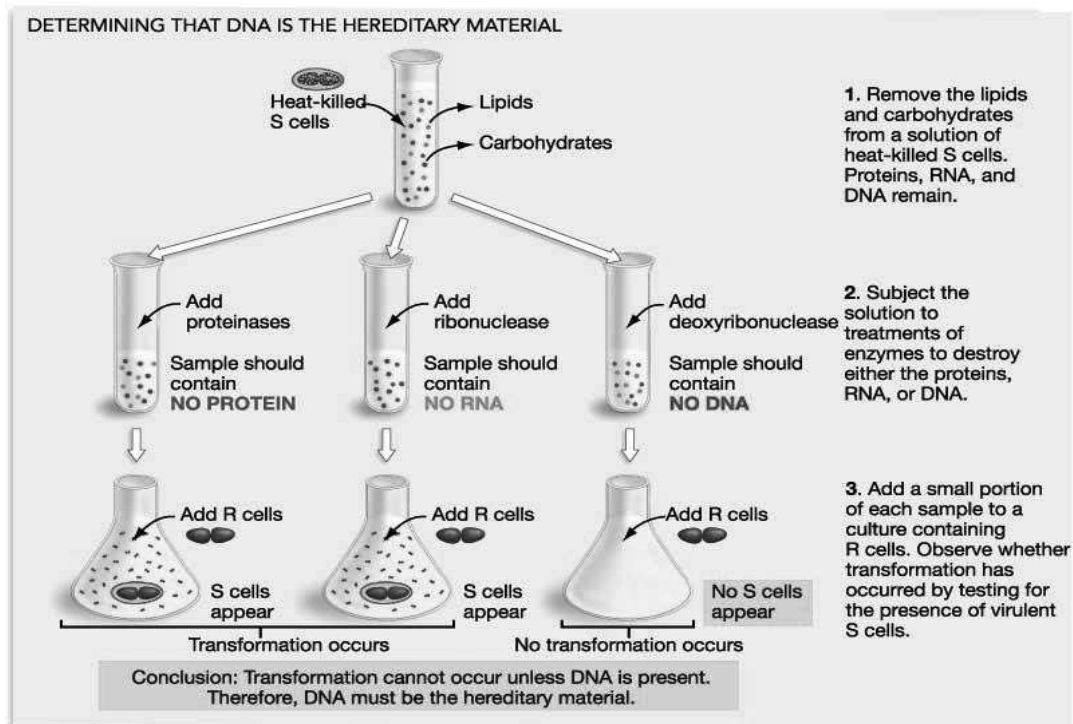 DETERMINING THAT DNA IS THE HEREDITARY MATERIAL
Heat-killed
S cells
Lipids
Carbohydrates
1. Remove the lipids
and carbohydrates
from a solution of
heat-killed S cells.
Proteins, RNA, and
DNA remain.
Add
proteinases
Sample should
contain
NO PROTEIN
Add
ribonuclease
Sample should
contain
NO RNA
Add
deoxyribonuclease
Sample should
contain
NO DNA
2. Subject the
solution to
treatments of
enzymes to destroy
either the proteins,
RNA, or DNA.
Add R cells
S cells
appear
Add R cells
S cells
appear
Transformation occurs
Add R cells
No S cells
appear
No transformation occurs
3. Add a small portion
of each sample to a
culture containing
R cells. Observe whether
transformation has
occurred by testing for
the presence of virulent
S cells.
Conclusion: Transformation cannot occur unless DNA is present.
Therefore, DNA must be the hereditary material.